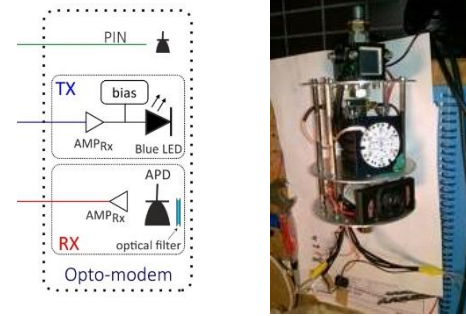 PIN
TX
bias
AMPRx
Blue LED
APD
AMPRx
RX
optical filter
Opto-modem